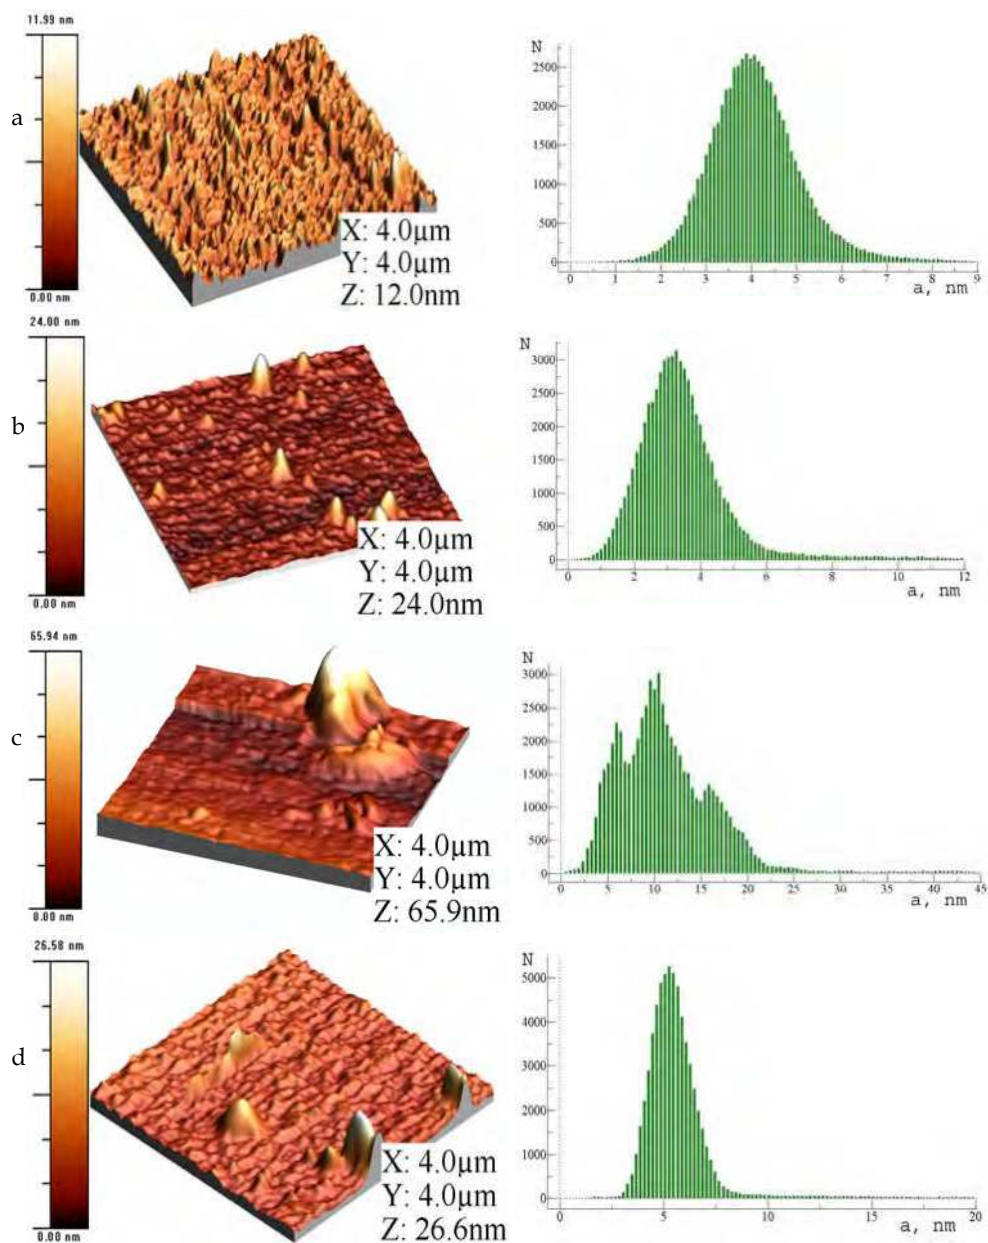 11.99 nm
a
0.00 nm
X: 4.0µm
Y: 4.0µm
Z: 12.0nm
N
2500
2000
1500
1000
500
0
0 1 2 3 4 5 6 7 8 9
a, nm
24.00 nm
b
0.00 nm
X: 4.0µm
Y: 4.0µm
Z: 24.0nm
N
3000
2500
2000
1500
1000
500
0
0 2 4 6 8 10 12
a, nm
65.94 nm
c
0.00 nm
X: 4.0µm
Y: 4.0µm
Z: 65.9nm
N
3000
2500
2000
1500
1000
500
0
0 5 10 15 20 25 30 35 40 45
a, nm
26.58 nm
d
0.00 nm
X: 4.0µm
Y: 4.0µm
Z: 26.6nm
N
5000
4000
3000
2000
1000
0
0 5 10 15 20
a, nm